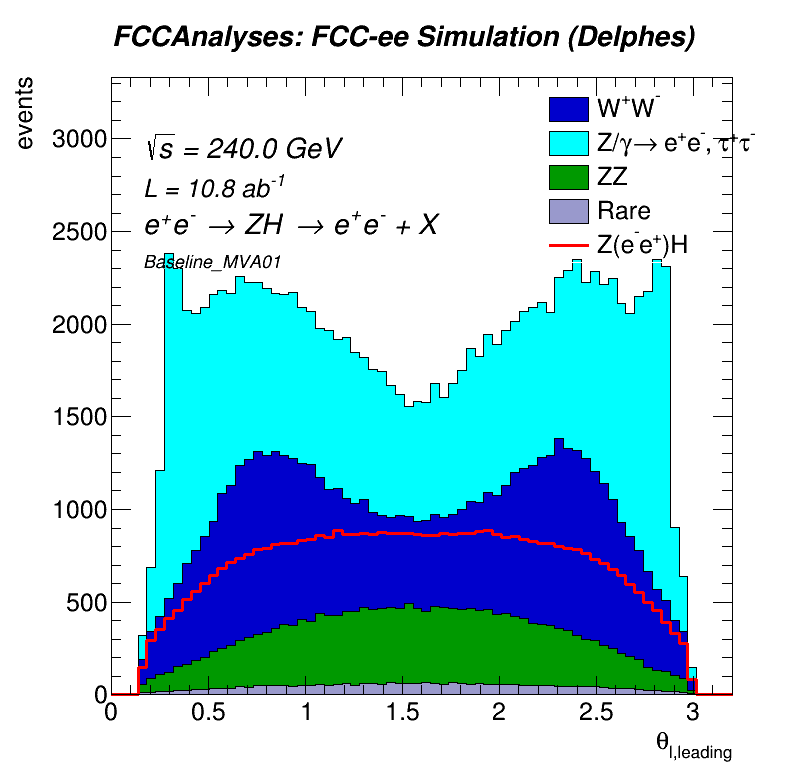 FCCAnalyses: FCC-ee Simulation (Delphes)
events
√s = 240.0 GeV
L = 10.8 ab⁻¹
e⁺e⁻ → ZH → e⁺e⁻ + X
Baseline_MVA01
W⁺W⁻
Z/γ→ e⁺e⁻, τ⁺τ⁻
ZZ
Rare
Z(e⁻e⁺)H
3000
2500
2000
1500
1000
500
0
0 0.5 1 1.5 2 2.5 3
θl,leading